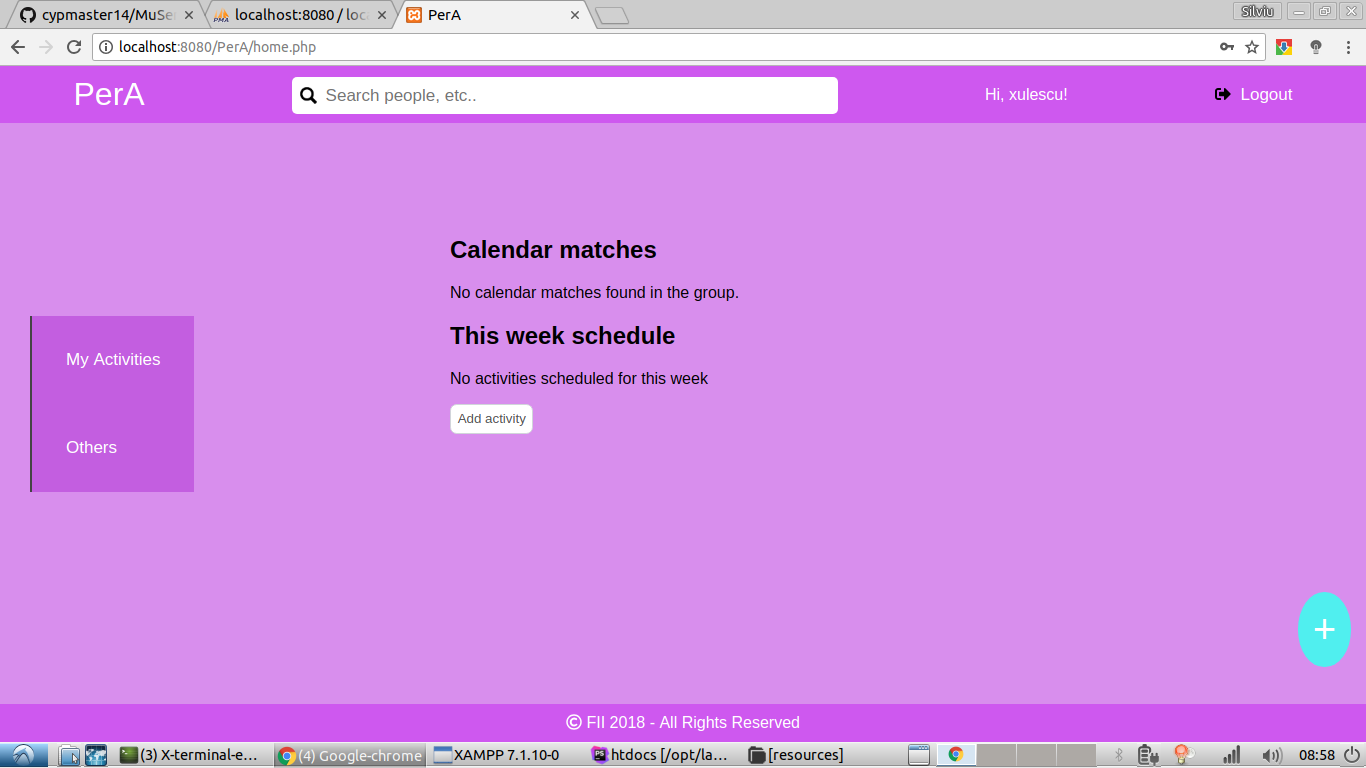 cypmaster14/MuSe
localhost:8080 / loc
PerA
Silviu
localhost:8080/PerA/home.php
PerA
Search people, etc..
Hi, xulescu!
Logout
Calendar matches
No calendar matches found in the group.
My Activities
Others
This week schedule
No activities scheduled for this week
Add activity
+
© FII 2018 - All Rights Reserved
(3) X-terminal-e...
(4) Google-chrome
XAMPP 7.1.10-0
PS
htdocs [/opt/la...
[resources]
08:58